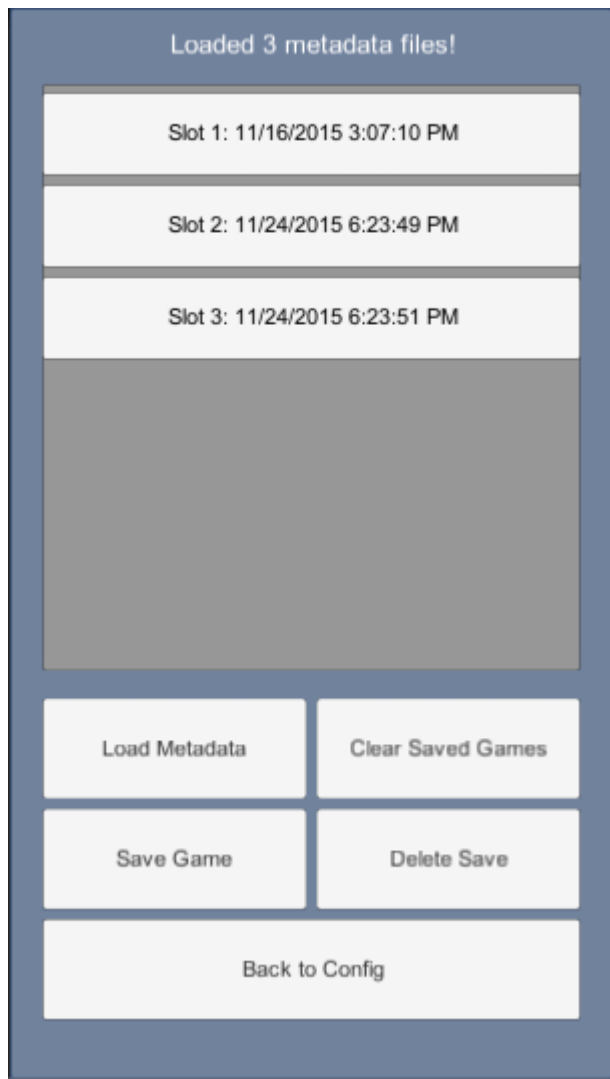 Loaded 3 metadata files!
Slot 1: 11/16/2015 3:07:10 PM
Slot 2: 11/24/2015 6:23:49 PM
Slot 3: 11/24/2015 6:23:51 PM
Load Metadata
Clear Saved Games
Save Game
Delete Save
Back to Config